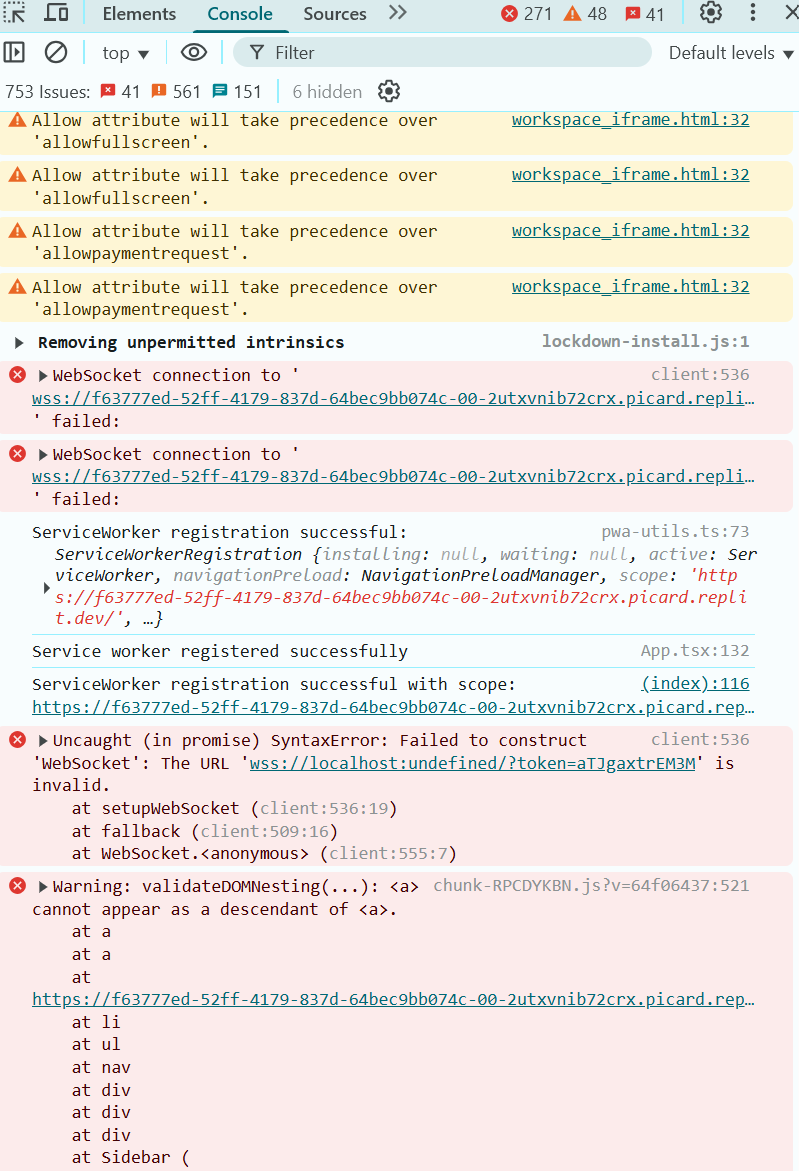 Elements Console Sources 271 48 41
top Filter Default levels
753 Issues: 41 561 151 6 hidden
Allow attribute will take precedence over workspace_iframe.html:32
'allowfullscreen'.
Allow attribute will take precedence over workspace_iframe.html:32
'allowfullscreen'.
Allow attribute will take precedence over workspace_iframe.html:32
'allowpaymentrequest'.
Allow attribute will take precedence over workspace_iframe.html:32
'allowpaymentrequest'.
Removing unpermitted intrinsics lockdown-install.js:1
WebSocket connection to ' client:536
wss://f63777ed-52ff-4179-837d-64bec9bb074c-00-2utxvnib72crx.picard.repli…
' failed:
WebSocket connection to '
wss://f63777ed-52ff-4179-837d-64bec9bb074c-00-2utxvnib72crx.picard.repli…
' failed:
ServiceWorker registration successful: pwa-utils.ts:73
ServiceWorkerRegistration {installing: null, waiting: null, active: Ser
viceWorker, navigationPreload: NavigationPreloadManager, scope: 'http
s://f63777ed-52ff-4179-837d-64bec9bb074c-00-2utxvnib72crx.picard.repli
t.dev/', …}
Service worker registered successfully App.tsx:132
ServiceWorker registration successful with scope: (index):116
https://f63777ed-52ff-4179-837d-64bec9bb074c-00-2utxvnib72crx.picard.rep…
Uncaught (in promise) SyntaxError: Failed to construct client:536
'WebSocket': The URL 'wss://localhost:undefined/?token=aTJgaxtrEM3M' is
invalid.
at setupWebSocket (client:536:19)
at fallback (client:509:16)
at WebSocket.<anonymous> (client:555:7)
Warning: validateDOMNesting(...): <a> chunk-RPCDYKBN.js?v=64f06437:521
cannot appear as a descendant of <a>.
at a
at a
at
https://f63777ed-52ff-4179-837d-64bec9bb074c-00-2utxvnib72crx.picard.rep…
at li
at ul
at nav
at div
at div
at div
at Sidebar (